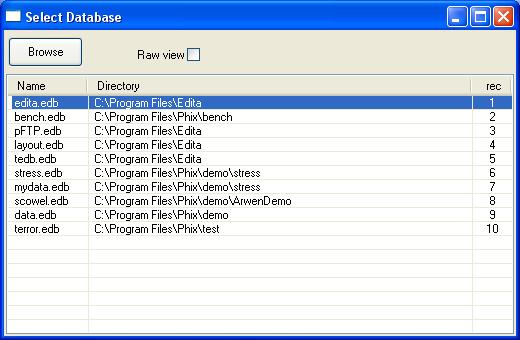 Select Database
Browse Raw view
Name Directory rec
edita.edb C:\Program Files\Edita 1
bench.edb C:\Program Files\Phix\bench 2
pFTP.edb C:\Program Files\Edita 3
layout.edb C:\Program Files\Edita 4
tedb.edb C:\Program Files\Edita 5
stress.edb C:\Program Files\Phix\demo\stress 6
mydata.edb C:\Program Files\Phix\demo\stress 7
scowel.edb C:\Program Files\Phix\demo\ArwenDemo 8
data.edb C:\Program Files\Phix\demo 9
terror.edb C:\Program Files\Phix\test 10